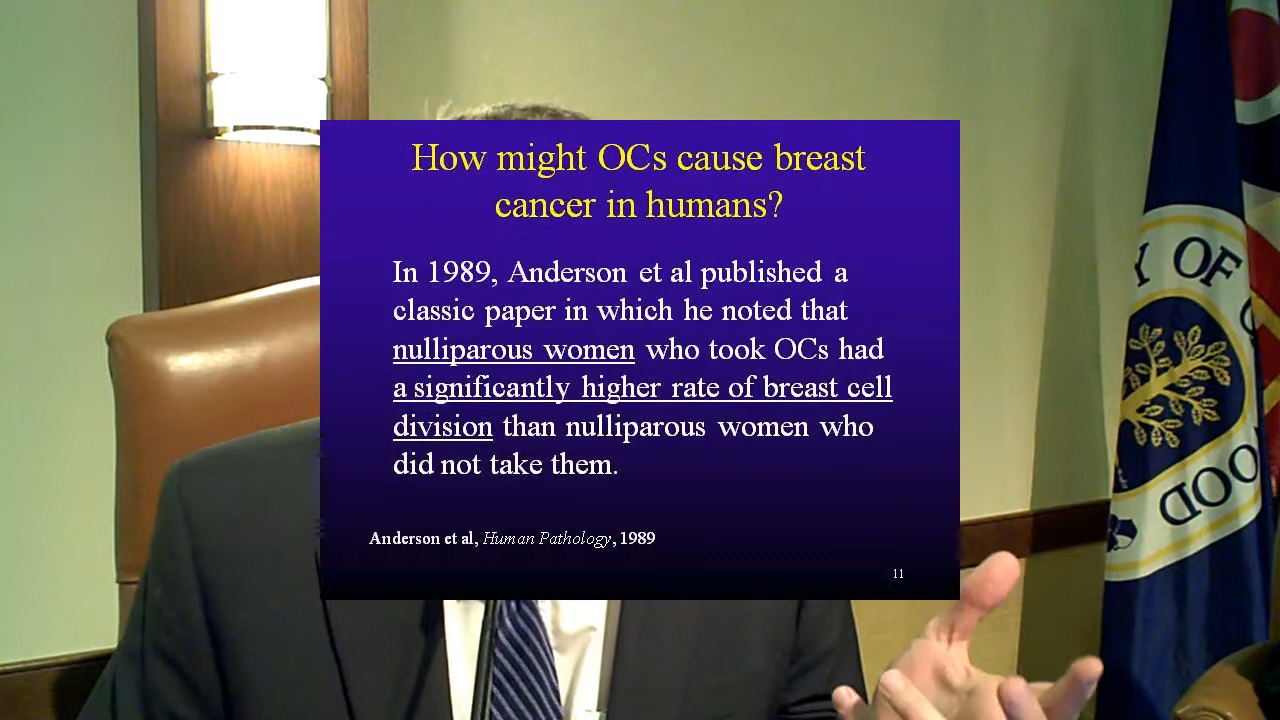 How might OCs cause breast
cancer in humans?
In 1989, Anderson et al published a
classic paper in which he noted that
nulliparous women who took OCs had
a significantly higher rate of breast cell
division than nulliparous women who
did not take them.
Anderson et al, Human Pathology, 1989
11
Y OF
OOD